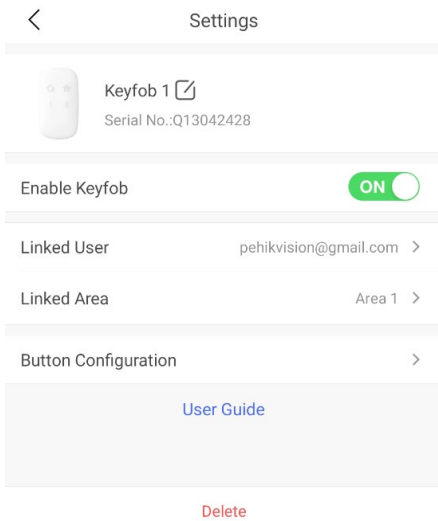 Settings
Keyfob 1
Serial No.:Q13042428
Enable Keyfob ON
Linked User pehikvision@gmail.com
Linked Area Area 1
Button Configuration
User Guide
Delete